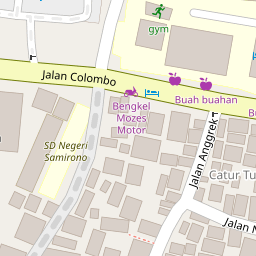 gym
Jalan Colombo
Buah buahan
Bengkel
Mozes
Motor
SD Negeri
Samirono
Jalan Anggrek
Catur Tu
Jalan